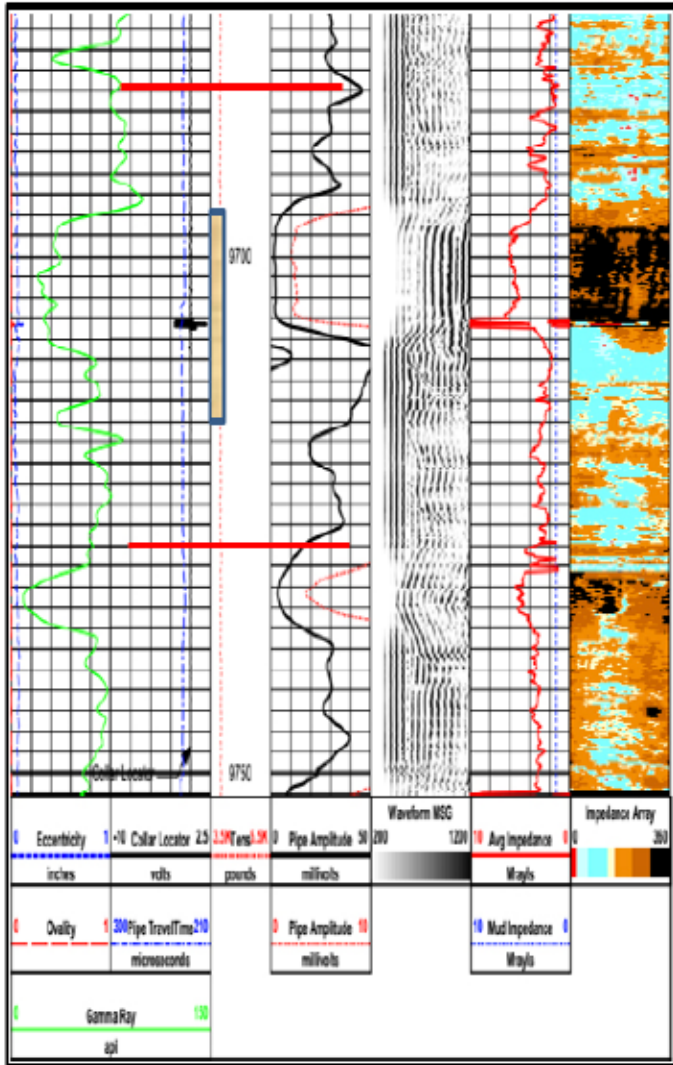 9700
Collar Locator
9750
Waveform MSG
Impedance Array
0 Eccentricity 1
-10 Collar Locator 2.5
Tens
0 Pipe Amplitude 50
200 1200
10 Avg Impedance 0
0 350
inches
volts
pounds
millivolts
Mrayls
0 Ovality 1
300 Pipe TravelTime 210
0 Pipe Amplitude 10
10 Mud Impedance 0
microseconds
millivolts
Mrayls
0 Gamma Ray 150
api